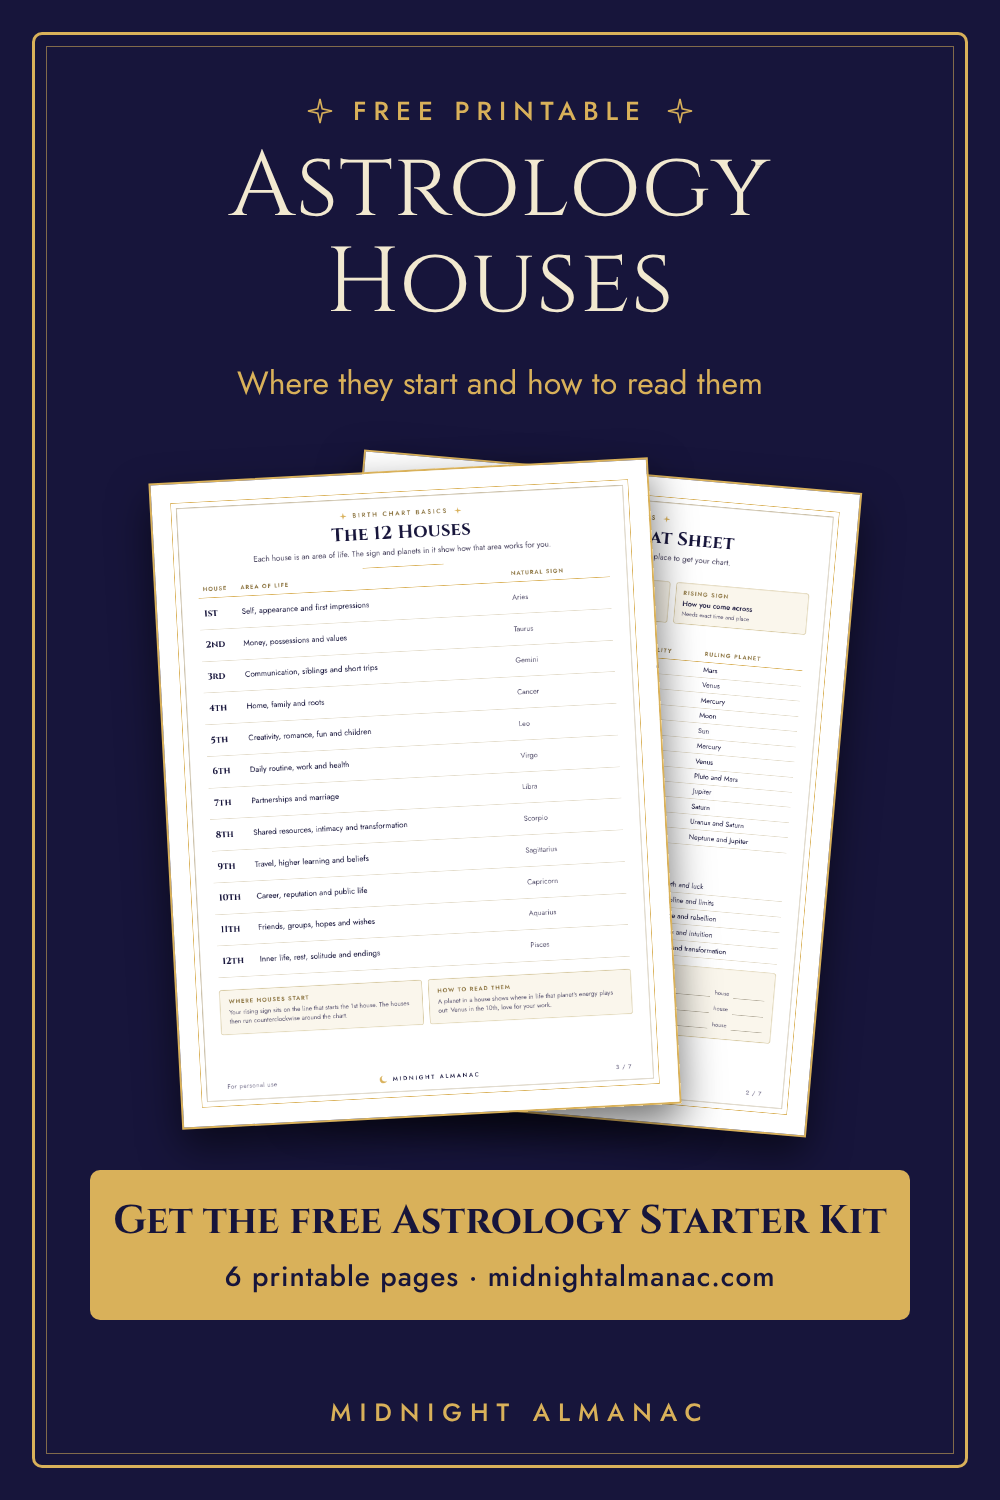 FREE PRINTABLE
ASTROLOGY
HOUSES
Where they start and how to read them
BIRTH CHART BASICS
THE 12 HOUSES
Each house is an area of life. The sign and planets in it show how that area works for you.
HOUSE AREA OF LIFE NATURAL SIGN
1ST Self, appearance and first impressions Aries
2ND Money, possessions and values Taurus
3RD Communication, siblings and short trips Gemini
4TH Home, family and roots Cancer
5TH Creativity, romance, fun and children Leo
6TH Daily routine, work and health Virgo
7TH Partnerships and marriage Libra
8TH Shared resources, intimacy and transformation Scorpio
9TH Travel, higher learning and beliefs Sagittarius
10TH Career, reputation and public life Capricorn
11TH Friends, groups, hopes and wishes Aquarius
12TH Inner life, rest, solitude and endings Pisces
WHERE HOUSES START
Your rising sign sits on the line that starts the 1st house. The houses
then run counterclockwise around the chart.
HOW TO READ THEM
A planet in a house shows where in life that planet's energy plays
out: Venus in the 10th, love for your work.
For personal use
MIDNIGHT ALMANAC
3 / 7
SHEET
place to get your chart.
RISING SIGN
How you come across
Needs exact time and place
RULING PLANET
Mars
Venus
Mercury
Moon
Sun
Mercury
Venus
Pluto and Mars
Jupiter
Saturn
Uranus and Saturn
Neptune and Jupiter
and luck
and limits
and rebellion
and intuition
and transformation
house
house
house
2 / 7
GET THE FREE ASTROLOGY STARTER KIT
6 printable pages · midnightalmanac.com
MIDNIGHT ALMANAC